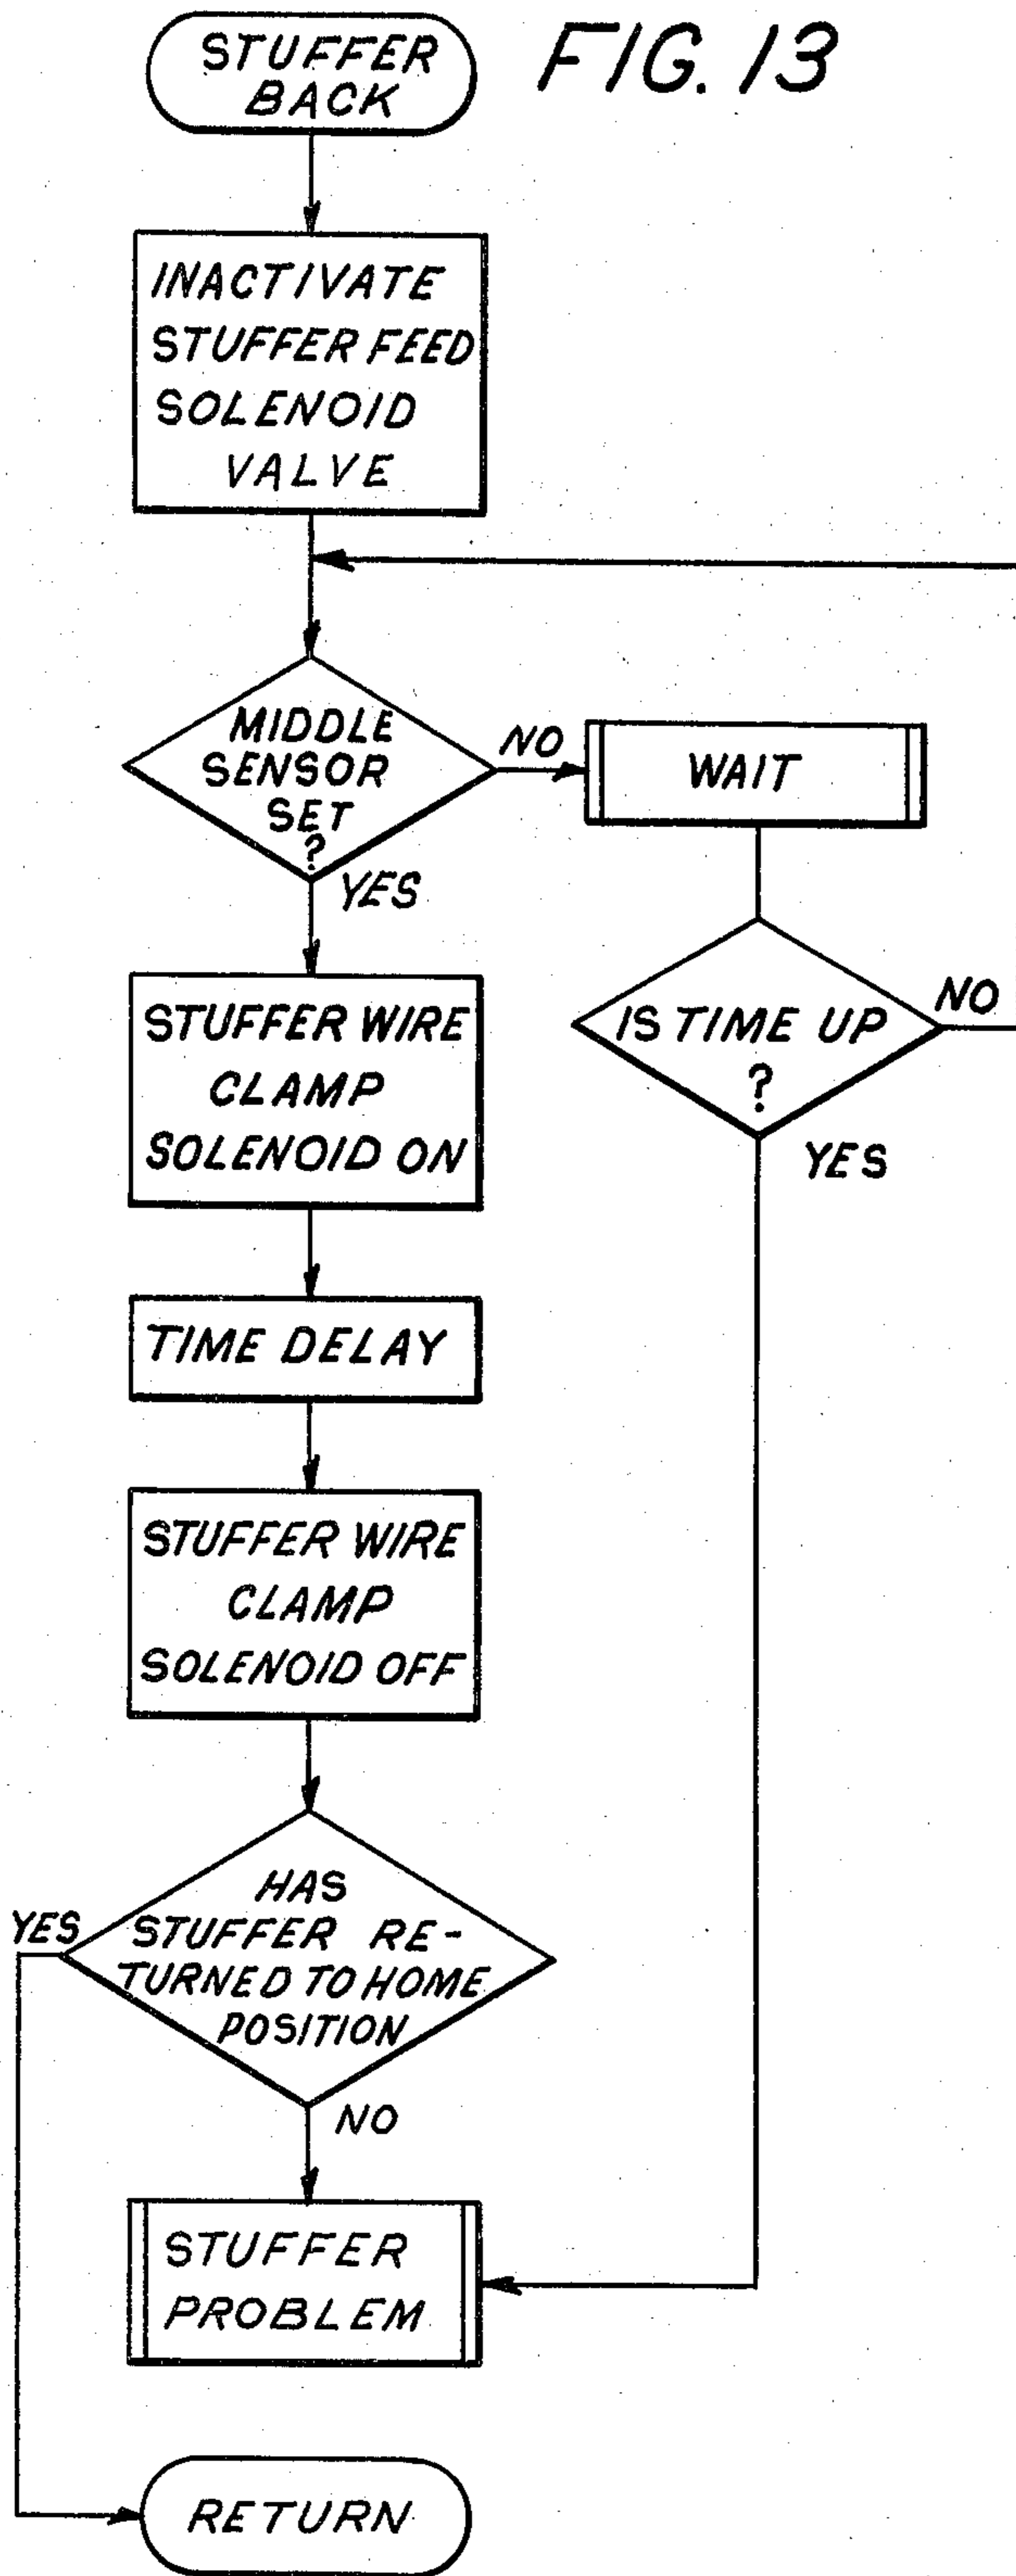 STUFFER
BACK
FIG. 13
INACTIVATE
STUFFER FEED
SOLENOID
VALVE
MIDDLE
SENSOR
SET
?
NO
WAIT
YES
STUFFER WIRE
CLAMP
SOLENOID ON
IS TIME UP
?
NO
YES
TIME DELAY
STUFFER WIRE
CLAMP
SOLENOID OFF
HAS
STUFFER RE-
TURNED TO HOME
POSITION
YES
NO
STUFFER
PROBLEM
RETURN